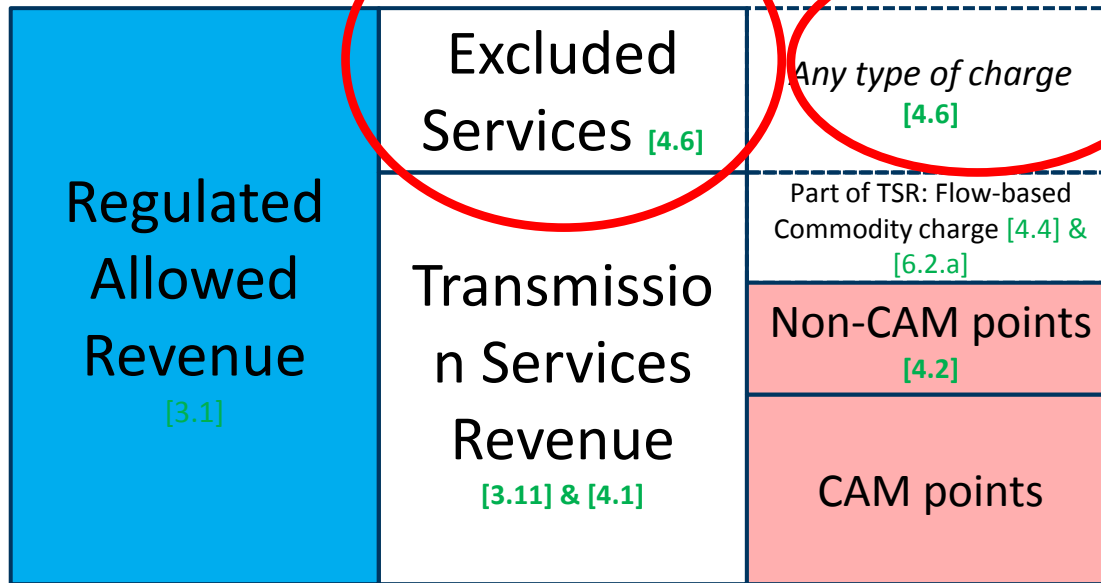 Regulated
Allowed
Revenue
[3.1]
Excluded
Services [4.6]
Transmissio
n Services
Revenue
[3.11] & [4.1]
Any type of charge
[4.6]
Part of TSR: Flow-based
Commodity charge [4.4] &
[6.2.a]
Non-CAM points
[4.2]
CAM points